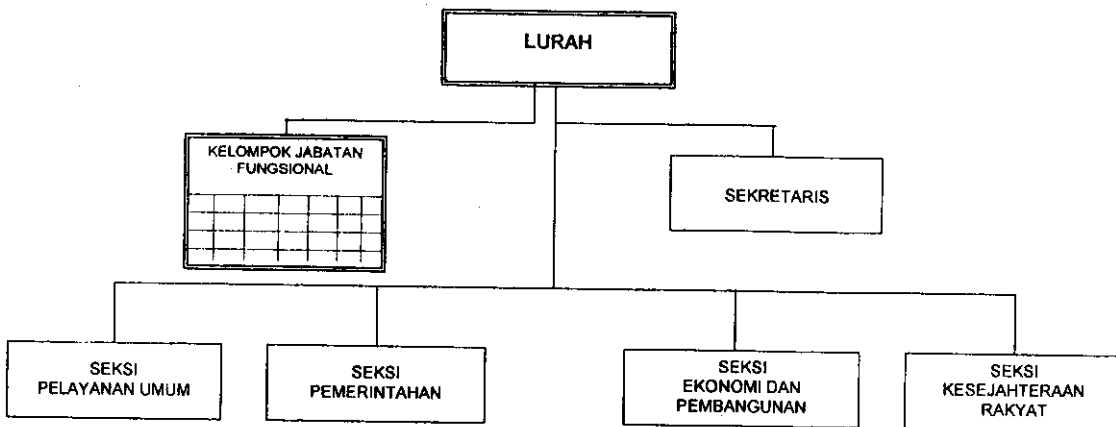 LURAH
KELOMPOK JABATAN
FUNGSIONAL
SEKRETARIS
SEKSI
PELAYANAN UMUM
SEKSI
PEMERINTAHAN
SEKSI
EKONOMI DAN
PEMBANGUNAN
SEKSI
KESEJAHTERAAN
RAKYAT